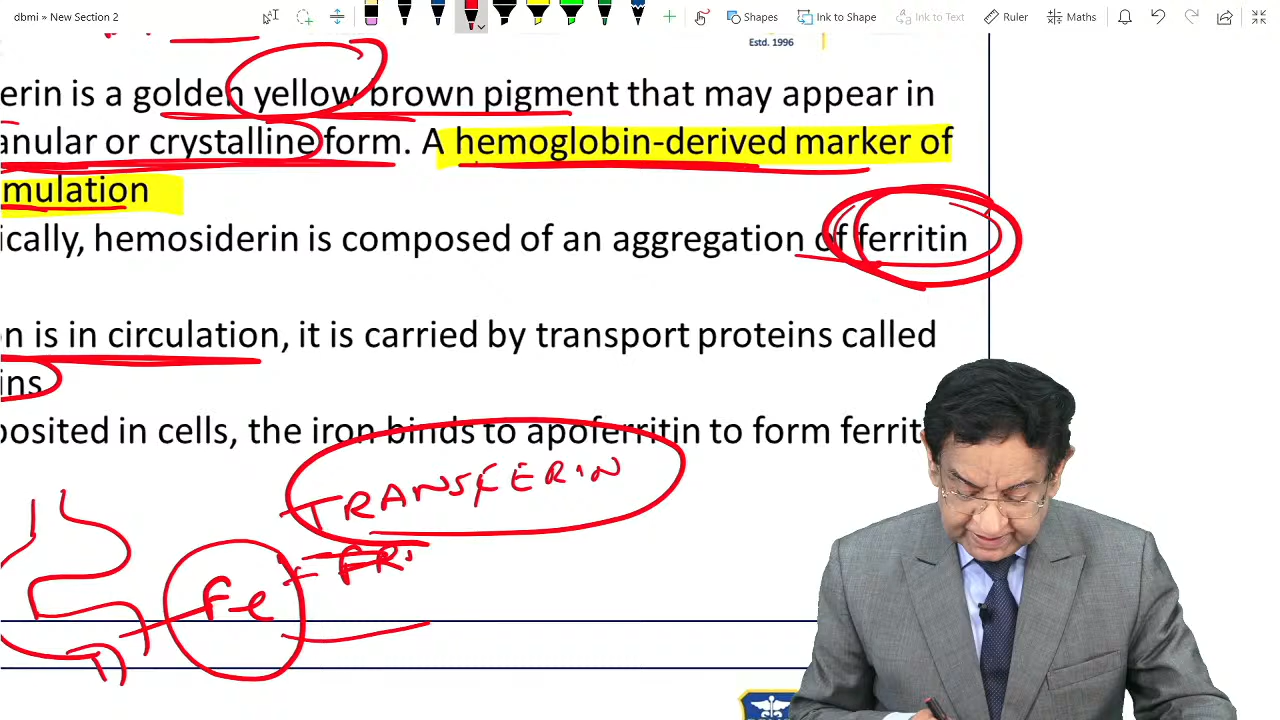 dbmi » New Section 2
Shapes Ink to Shape Ink to Text Ruler Maths
Estd. 1996
erin is a golden yellow brown pigment that may appear in
anular or crystalline form. A hemoglobin-derived marker of
mulation
ically, hemosiderin is composed of an aggregation of ferritin
n is in circulation, it is carried by transport proteins called
ins
posited in cells, the iron binds to apoferritin to form ferrit
TRANSFERIN
Fe